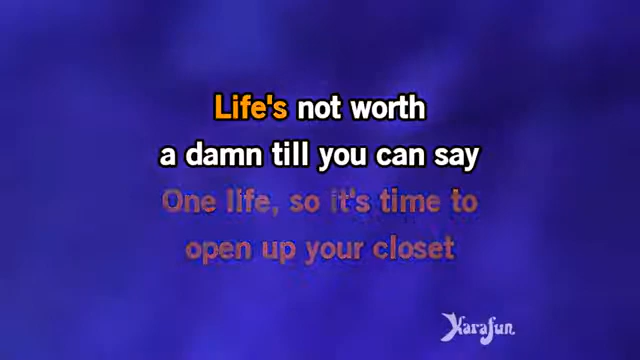 Life's not worth
a damn till you can say
One life, so it's time to
open up your closet
Karafun